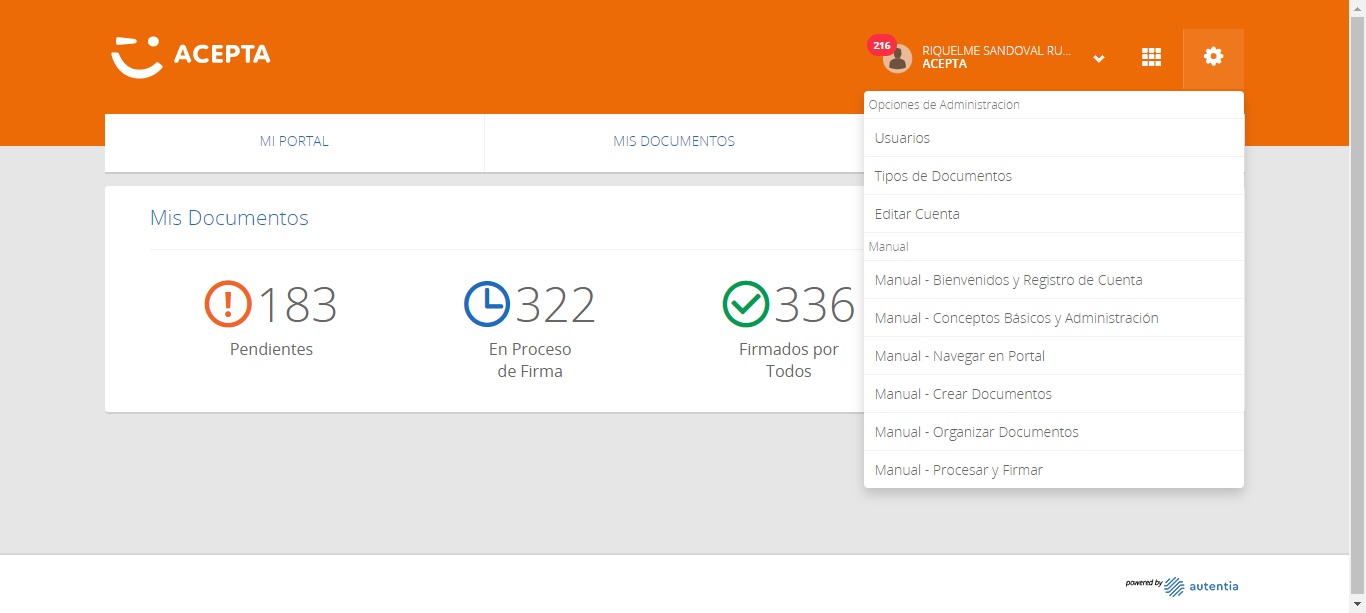 ACEPTA
216
RIQUELME SANDOVAL RU...
ACEPTA
Opciones de Administración
Usuarios
Tipos de Documentos
Editar Cuenta
Manual
Manual - Bienvenidos y Registro de Cuenta
Manual - Conceptos Básicos y Administración
Manual - Navegar en Portal
Manual - Crear Documentos
Manual - Organizar Documentos
Manual - Procesar y Firmar
MI PORTAL
MIS DOCUMENTOS
Mis Documentos
183
Pendientes
322
En Proceso
de Firma
336
Firmados por
Todos
powered by autentia